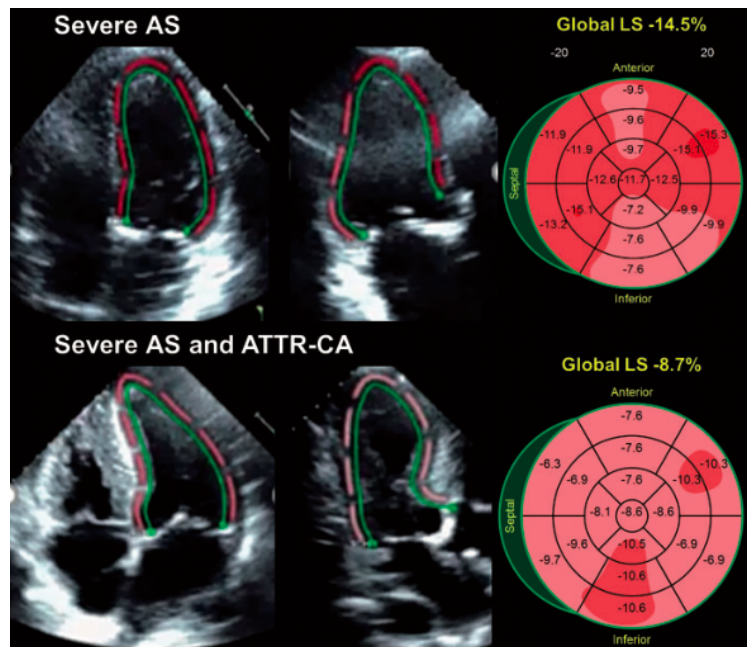 Severe AS
Global LS -14.5%
-20 20
Anterior
-9.5
-9.6
-11.9 -15.3
-11.9 -9.7 -15.1
Septal
-12.6 -11.7 -12.5
-15.1 -7.2 -9.9
-13.2 -9.9
-7.6
-7.6
Inferior
Severe AS and ATTR-CA
Global LS -8.7%
Anterior
-7.6
-7.6
-6.3 -10.3
-6.9 -7.6 -10.3
Septal
-8.1 -8.6 -8.6
-10.5
-9.6 -6.9
-9.7 -6.9
-10.6
-10.6
Inferior